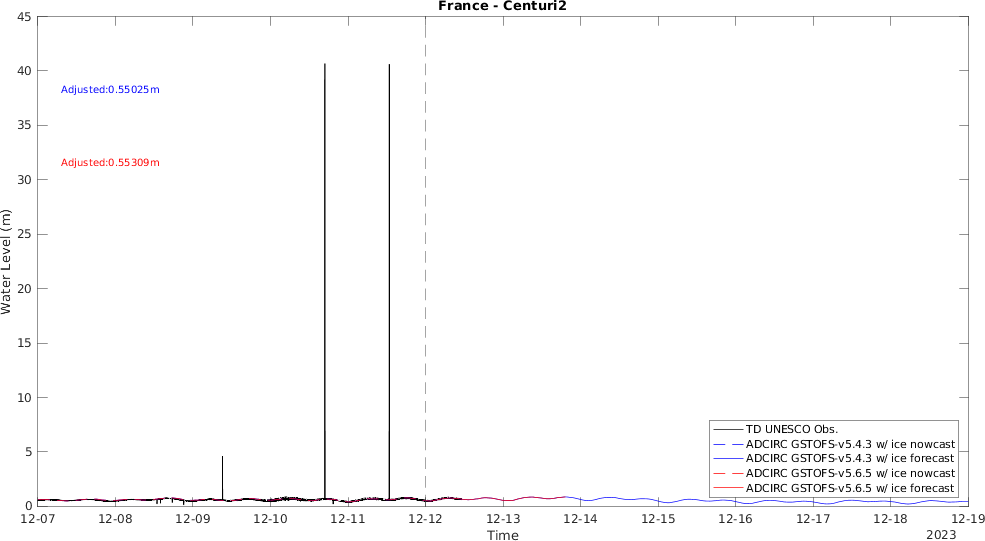 France - Centuri2
45
40
35
30
25
20
15
10
5
0
Water Level (m)
Adjusted:0.55025m
Adjusted:0.55309m
TD UNESCO Obs.
ADCIRC GSTOFS-v5.4.3 w/ ice nowcast
ADCIRC GSTOFS-v5.4.3 w/ ice forecast
ADCIRC GSTOFS-v5.6.5 w/ ice nowcast
ADCIRC GSTOFS-v5.6.5 w/ ice forecast
12-07 12-08 12-09 12-10 12-11 12-12 12-13 12-14 12-15 12-16 12-17 12-18 12-19
Time
2023